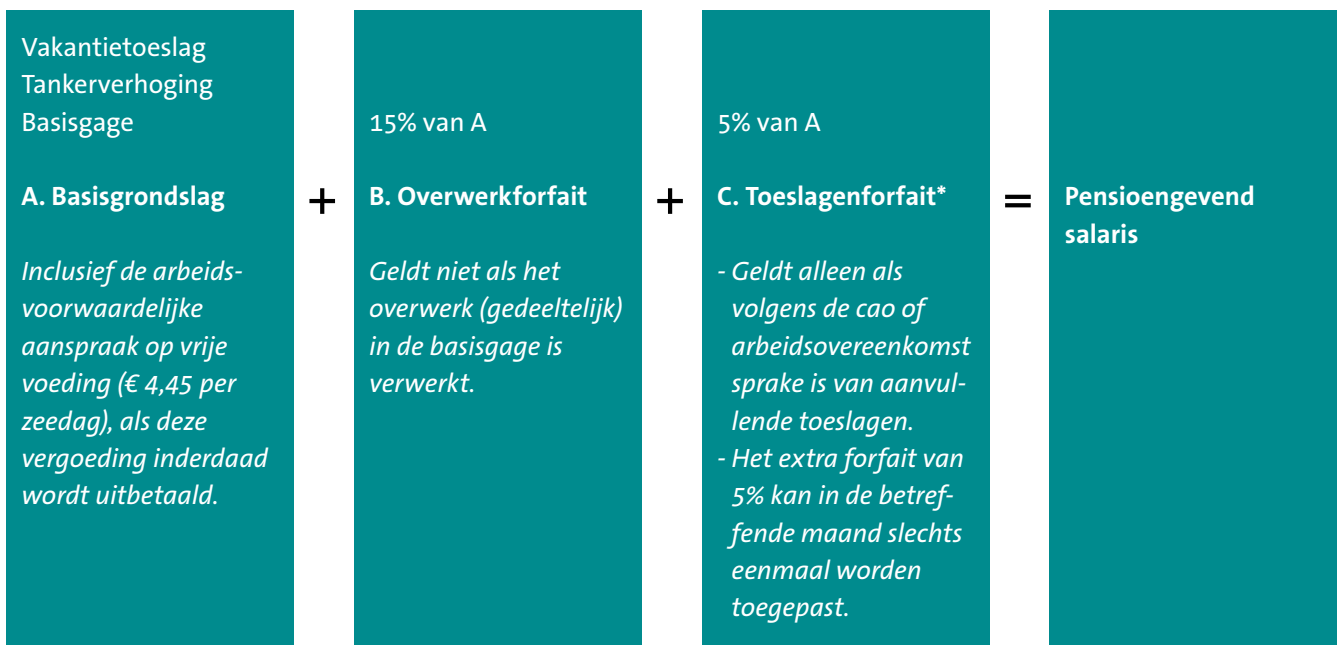 Vakantietoeslag
Tankerverhoging
Basisgage
A. Basisgrondslag
Inclusief de arbeids-
voorwaardelijke
aanspraak op vrije
voeding (€ 4,45 per
zeedag), als deze
vergoeding inderdaad
wordt uitbetaald.
+
15% van A
B. Overwerkforfait
Geldt niet als het
overwerk (gedeeltelijk)
in de basisgage is
verwerkt.
+
5% van A
C. Toeslagenforfait*
- Geldt alleen als
volgens de cao of
arbeidsovereenkomst
sprake is van aanvul-
lende toeslagen.
- Het extra forfait van
5% kan in de betref-
fende maand slechts
eenmaal worden
toegepast.
=
Pensioengevend
salaris